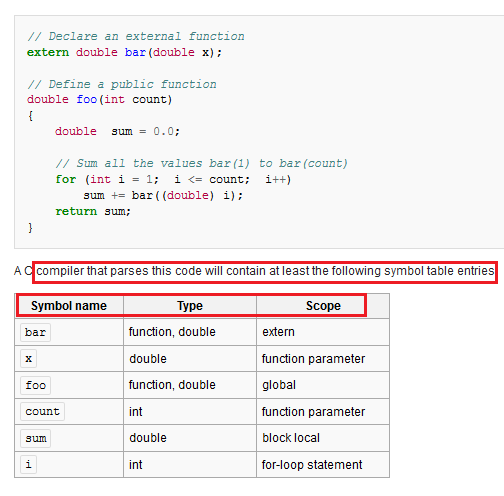 // Declare an external function
extern double bar(double x);
// Define a public function
double foo(int count)
{
double sum = 0.0;
// Sum all the values bar(1) to bar(count)
for (int i = 1; i <= count; i++)
sum += bar((double) i);
return sum;
}
A C compiler that parses this code will contain at least the following symbol table entries
Symbol name Type Scope
bar function, double extern
x double function parameter
foo function, double global
count int function parameter
sum double block local
i int for-loop statement